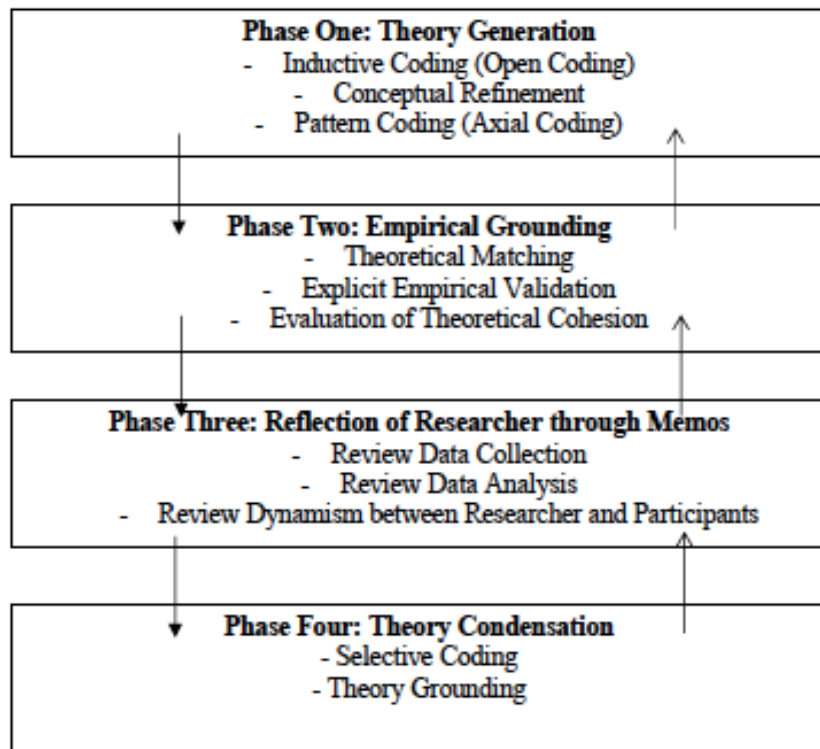 Phase One: Theory Generation
- Inductive Coding (Open Coding)
- Conceptual Refinement
- Pattern Coding (Axial Coding)
Phase Two: Empirical Grounding
- Theoretical Matching
- Explicit Empirical Validation
- Evaluation of Theoretical Cohesion
Phase Three: Reflection of Researcher through Memos
- Review Data Collection
- Review Data Analysis
- Review Dynamism between Researcher and Participants
Phase Four: Theory Condensation
- Selective Coding
- Theory Grounding